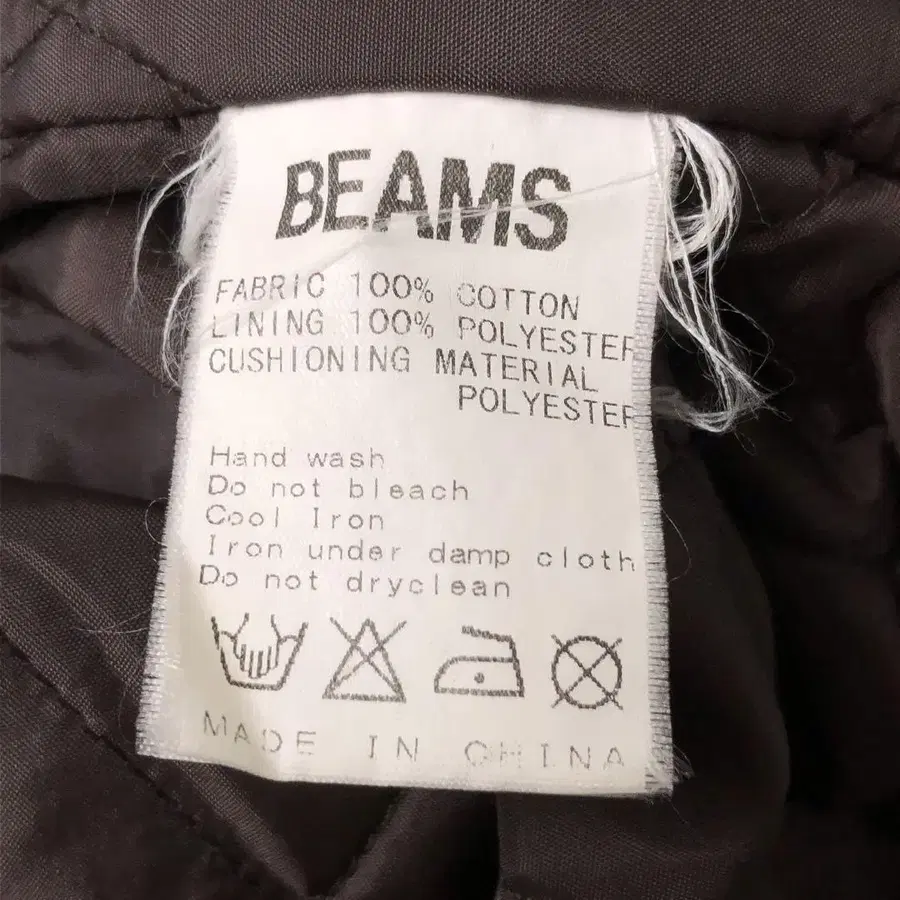 BEAMS
FABRIC 100% COTTON
LINING 100% POLYESTER
CUSHIONING MATERIAL
POLYESTER
Hand wash
Do not bleach
Cool Iron
Iron under damp cloth
Do not dryclean
MADE IN CHINA